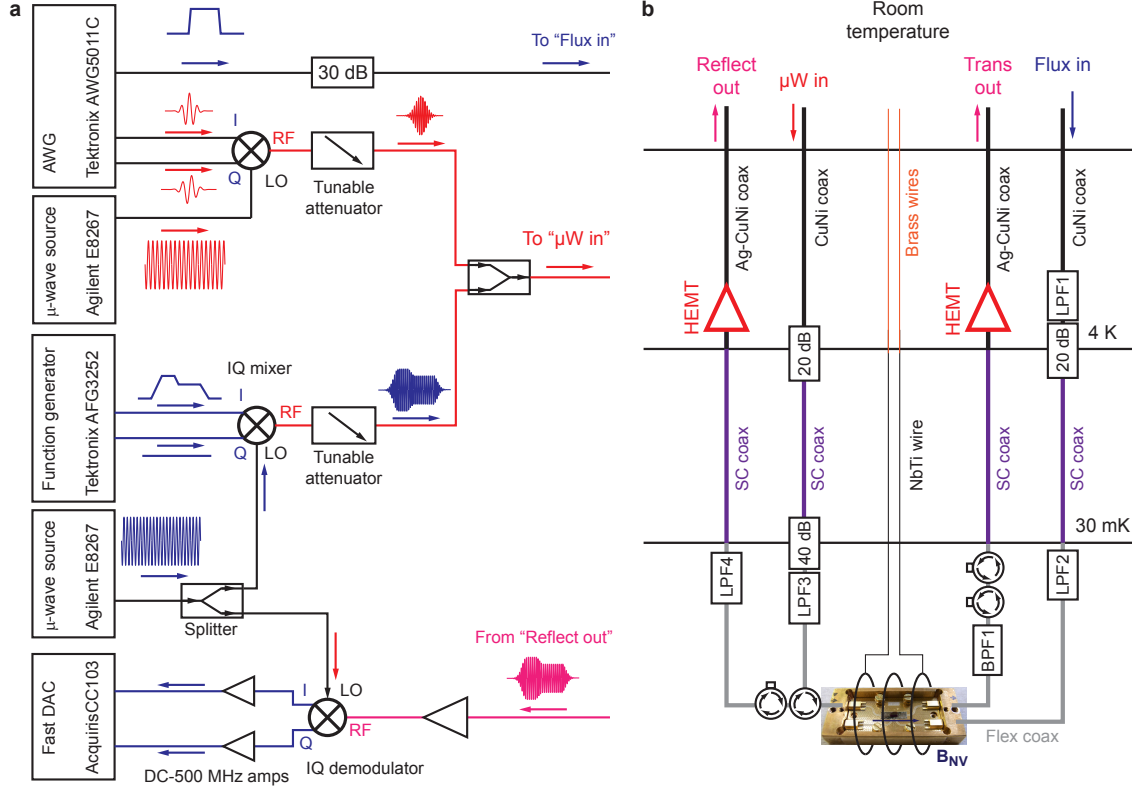 a
AWG
Tektronix AWG5011C
30 dB
To “Flux in”
I
Q
RF
LO
Tunable
attenuator
μ-wave source
Agilent E8267
To “μW in”
Function generator
Tektronix AFG3252
IQ mixer
I
Q
RF
LO
Tunable
attenuator
μ-wave source
Agilent E8267
Splitter
From “Reflect out”
Fast DAC
AcquirisCC103
I
Q
LO
RF
DC-500 MHz amps
IQ demodulator
b
Room
temperature
Reflect
out
μW in
Trans
out
Flux in
Ag-CuNi coax
CuNi coax
Brass wires
Ag-CuNi coax
CuNi coax
HEMT
HEMT
LPF1
20 dB
20 dB
4 K
SC coax
SC coax
NbTi wire
SC coax
SC coax
30 mK
LPF4
40 dB
LPF3
BPF1
LPF2
Flex coax
BNV